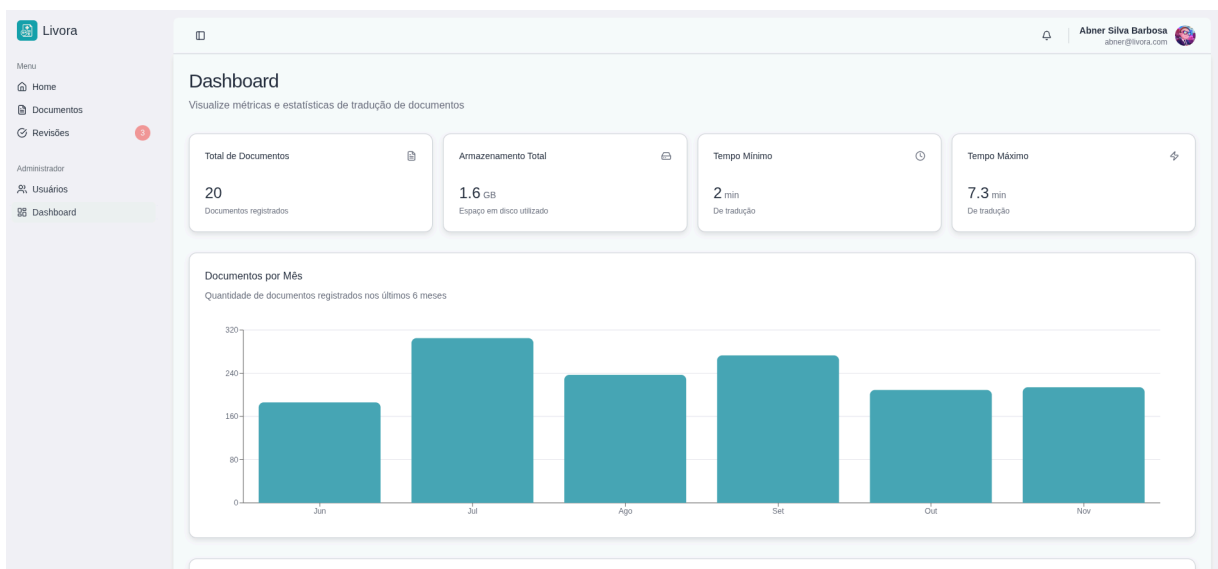 Livora
Abner Silva Barbosa
abner@livora.com
Menu
Home
Documentos
Revisões 3
Administrador
Usuários
Dashboard
Dashboard
Visualize métricas e estatísticas de tradução de documentos
Total de Documentos
20
Documentos registrados
Armazenamento Total
1.6 GB
Espaço em disco utilizado
Tempo Mínimo
2 min
De tradução
Tempo Máximo
7.3 min
De tradução
Documentos por Mês
Quantidade de documentos registrados nos últimos 6 meses
320
240
160
80
0
Jun Jul Ago Set Out Nov